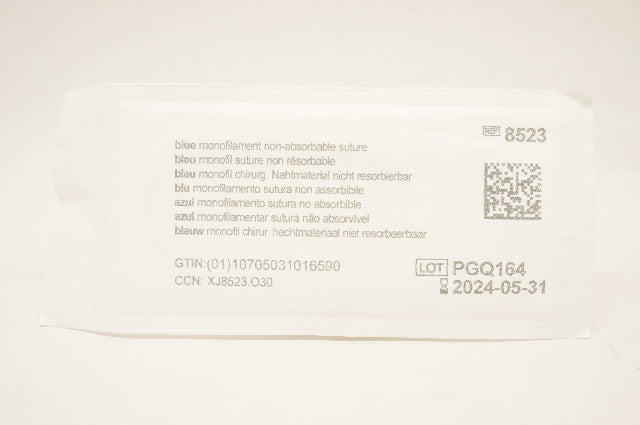 REF 8523
blue monofilament non-absorbable suture
bleu monofil suture non résorbable
blau monofil chirurg. Nahtmaterial nicht resorbierbar
blu monofilamento sutura non assorbibile
azul monofilamento sutura no absorbible
azul monofilamentar sutura não absorvível
blauw monofil chirur. hechtmateriaal niet resorbeerbaar
GTIN:(01)10705031016590
CCN: XJ8523.O30
LOT PGQ164
2024-05-31